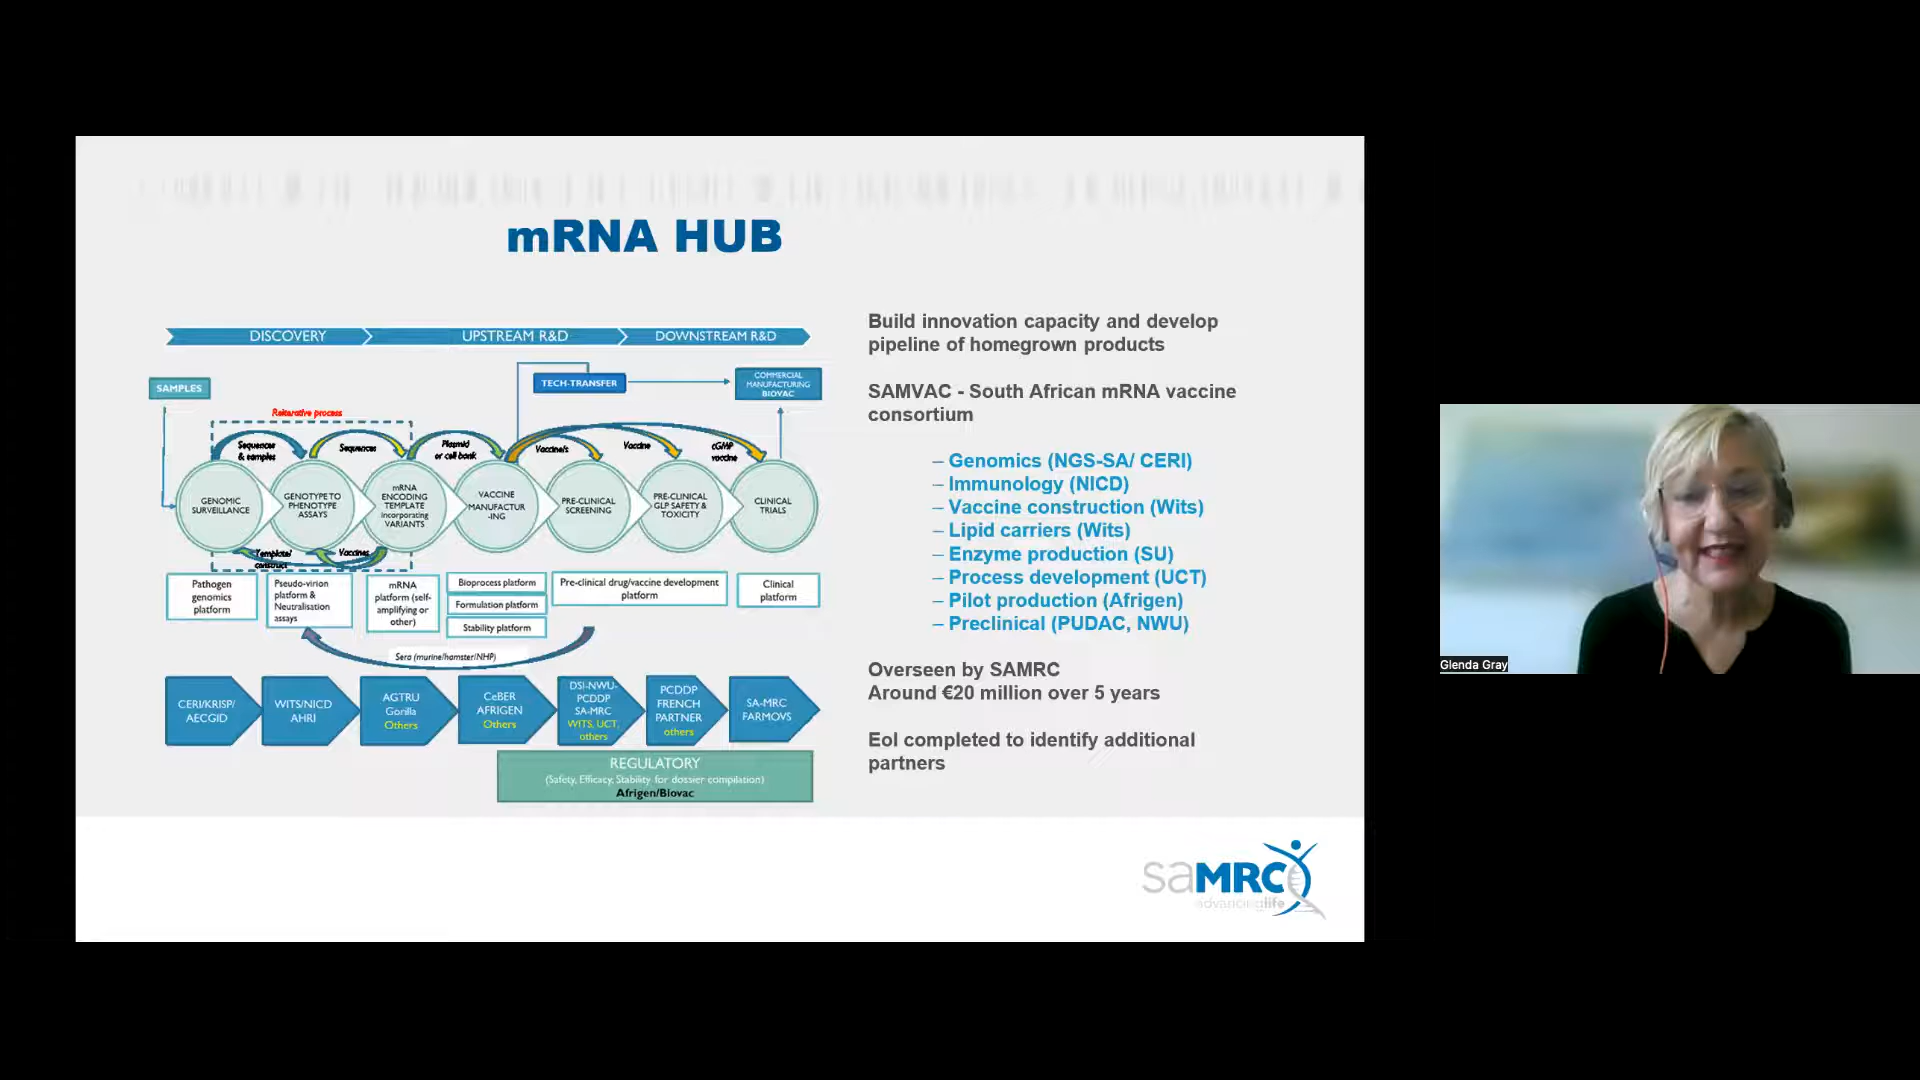 mRNA HUB
DISCOVERY
UPSTREAM R&D
DOWNSTREAM R&D
SAMPLES
TECH-TRANSFER
COMMERCIAL
MANUFACTURING
BIOVAC
Reiterative process
Sequences
& samples
Sequences
Plasmid
or cell bank
Vaccine/s
Vaccine
cGMP
vaccine
GENOMIC
SURVEILLANCE
GENOTYPE TO
PHENOTYPE
ASSAYS
mRNA
ENCODING
TEMPLATE
incorporating
VARIANTS
VACCINE
MANUFACTUR
-ING
PRE-CLINICAL
SCREENING
PRE-CLINICAL
GLP SAFETY &
TOXICITY
CLINICAL
TRIALS
Template/
construct
Vaccines
Pathogen
genomics
platform
Pseudo-virion
platform &
Neutralisation
assays
mRNA
platform (self-
amplifying or
other)
Bioprocess platform
Formulation platform
Stability platform
Pre-clinical drug/vaccine development
platform
Clinical
platform
Sera (murine/hamster/NHP)
CERI/KRISP/
AECGID
WITS/NICD
AHRI
AGTRU
Gorilla
Others
CeBER
AFRIGEN
Others
DSI-NWU-
PCDDP
SA-MRC
WITS, UCT,
others
PCDDP
FRENCH
PARTNER
others
SA-MRC
FARMOVS
REGULATORY
(Safety, Efficacy, Stability for dossier compilation)
Afrigen/Biovac
Build innovation capacity and develop
pipeline of homegrown products
SAMVAC - South African mRNA vaccine
consortium
– Genomics (NGS-SA/ CERI)
– Immunology (NICD)
– Vaccine construction (Wits)
– Lipid carriers (Wits)
– Enzyme production (SU)
– Process development (UCT)
– Pilot production (Afrigen)
– Preclinical (PUDAC, NWU)
Overseen by SAMRC
Around €20 million over 5 years
EoI completed to identify additional
partners
saMRC
advancinglife
Glenda Gray